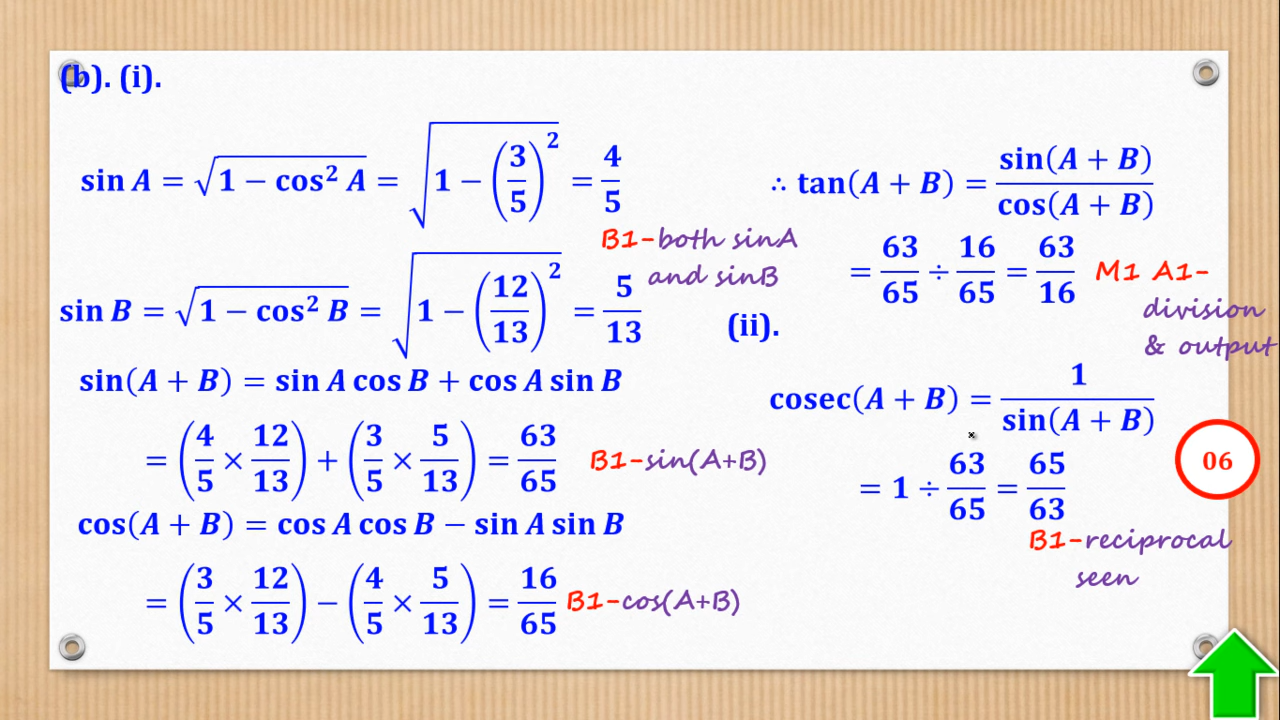 (b). (i).
sin A = √(1 − cos² A) = √(1 − (3/5)²) = 4/5
B1-both sinA
and sinB
sin B = √(1 − cos² B) = √(1 − (12/13)²) = 5/13
sin(A + B) = sin A cos B + cos A sin B
= (4/5 × 12/13) + (3/5 × 5/13) = 63/65 B1-sin(A+B)
cos(A + B) = cos A cos B − sin A sin B
= (3/5 × 12/13) − (4/5 × 5/13) = 16/65 B1-cos(A+B)
∴ tan(A + B) = sin(A + B)/cos(A + B)
= 63/65 ÷ 16/65 = 63/16 M1 A1-
division
& output
(ii).
cosec(A + B) = 1/sin(A + B)
= 1 ÷ 63/65 = 65/63
B1-reciprocal
seen
06